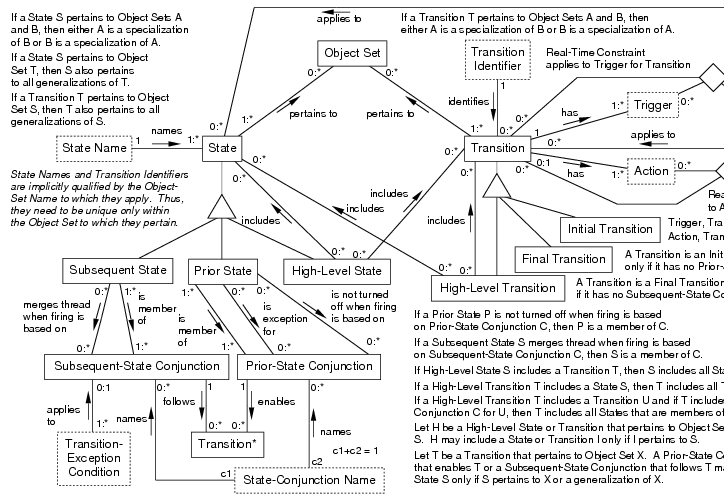 If a State S pertains to Object Sets A
and B, then either A is a specialization
of B or B is a specialization of A.
If a State S pertains to Object
Set T, then S also pertains
to all generalizations of T.
If a Transition T pertains to Object
Set S, then T also pertains to all
generalizations of S.
applies to
If a Transition T pertains to Object Sets A and B, then
either A is a specialization of B or B is a specialization of A.
Object Set
0:* 0:*
Transition
Identifier
1
Real-Time Constraint
applies to Trigger for Transition
identifies
has
Trigger
1:* 0:*
pertains to
pertains to
names
State Name
1 1:*
State
0:* 1:*
0:* 0:*
1:* 0:*
1
0:*
Transition
0:*
0:1
0:*
applies to
has
Action
1:* 0:*
State Names and Transition Identifiers
are implicitly qualified by the Object-
Set Name to which they apply. Thus,
they need to be unique only within
the Object Set to which they pertain.
includes
includes
includes
includes
Rea
to A
Initial Transition
Trigger, Tra
Action, Tran
Final Transition
A Transition is an Init
only if it has no Prior-
Subsequent State
Prior State
0:* 0:*
High-Level State
0:* 0:*
High-Level Transition
A Transition is a Final Transition
if it has no Subsequent-State Co
merges thread
when firing is
based on
0:* 1:*
is
member
of
0:* 0:*
is
member
of
0:* 0:*
is
exception
for
is not turned
off when firing
is based on
0:* 0:*
1:* 0:* 0:*
Subsequent-State Conjunction
Prior-State Conjunction
If a Prior State P is not turned off when firing is based
on Prior-State Conjunction C, then P is a member of C.
If a Subsequent State S merges thread when firing is based
on Subsequent-State Conjunction C, then S is a member of C.
If High-Level State S includes a Transition T, then S includes all Sta
If a High-Level Transition T includes a State S, then T includes all T
If a High-Level Transition T includes a Transition U and if T includes
Conjunction C for U, then T includes all States that are members of
Let H be a High-Level State or Transition that pertains to Object Set
S. H may include a State or Transition I only if I pertains to S.
Let T be a Transition that pertains to Object Set X. A Prior-State Co
that enables T or a Subsequent-State Conjunction that follows T ma
State S only if S pertains to X or a generalization of X.
0:1 0:* 1 1 0:*
applies
to
names
follows
enables
names
1:*
0:* 0:*
Transition-
Exception
Condition
Transition*
c1+c2 = 1
c2
c1
State-Conjunction Name